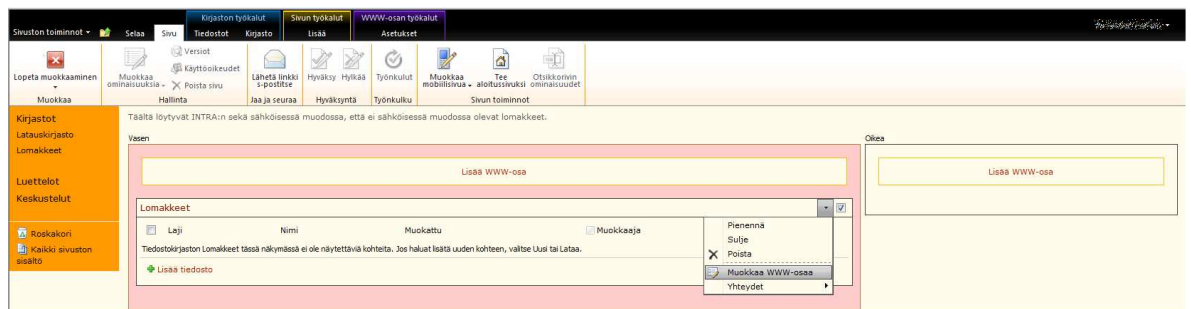 Kirjaston työkalut Sivun työkalut WWW-osan työkalut
Sivuston toiminnot Selaa Sivu Tiedostot Kirjasto Lisää Asetukset
Lopeta muokkaaminen
Muokkaa
Muokkaa ominaisuuksia
Versiot
Käyttöoikeudet
Poista sivu
Hallinta
Lähetä linkki s-postitse
Jaa ja seuraa
Hyväksy Hylkää
Hyväksyntä
Työnkulut
Työnkulku
Muokkaa mobiilisivua
Tee aloitussivuksi
Otsikkorivin ominaisuudet
Sivun toiminnot
Kirjastot
Latauskirjasto
Lomakkeet
Luettelot
Keskustelut
Roskakori
Kaikki sivuston
sisältö
Täältä löytyvät INTRA:n sekä sähköisessä muodossa, että ei sähköisessä muodossa olevat lomakkeet.
Vasen
Lisää WWW-osa
Lomakkeet
Laji Nimi Muokattu Muokkaaja
Tiedostokirjaston Lomakkeet tässä näkymässä ei ole näytettäviä kohteita. Jos haluat lisätä uuden kohteen, valitse Uusi tai Lataa.
Lisää tiedosto
Pienennä
Sulje
Poista
Muokkaa WWW-osaa
Yhteydet
Oikea
Lisää WWW-osa